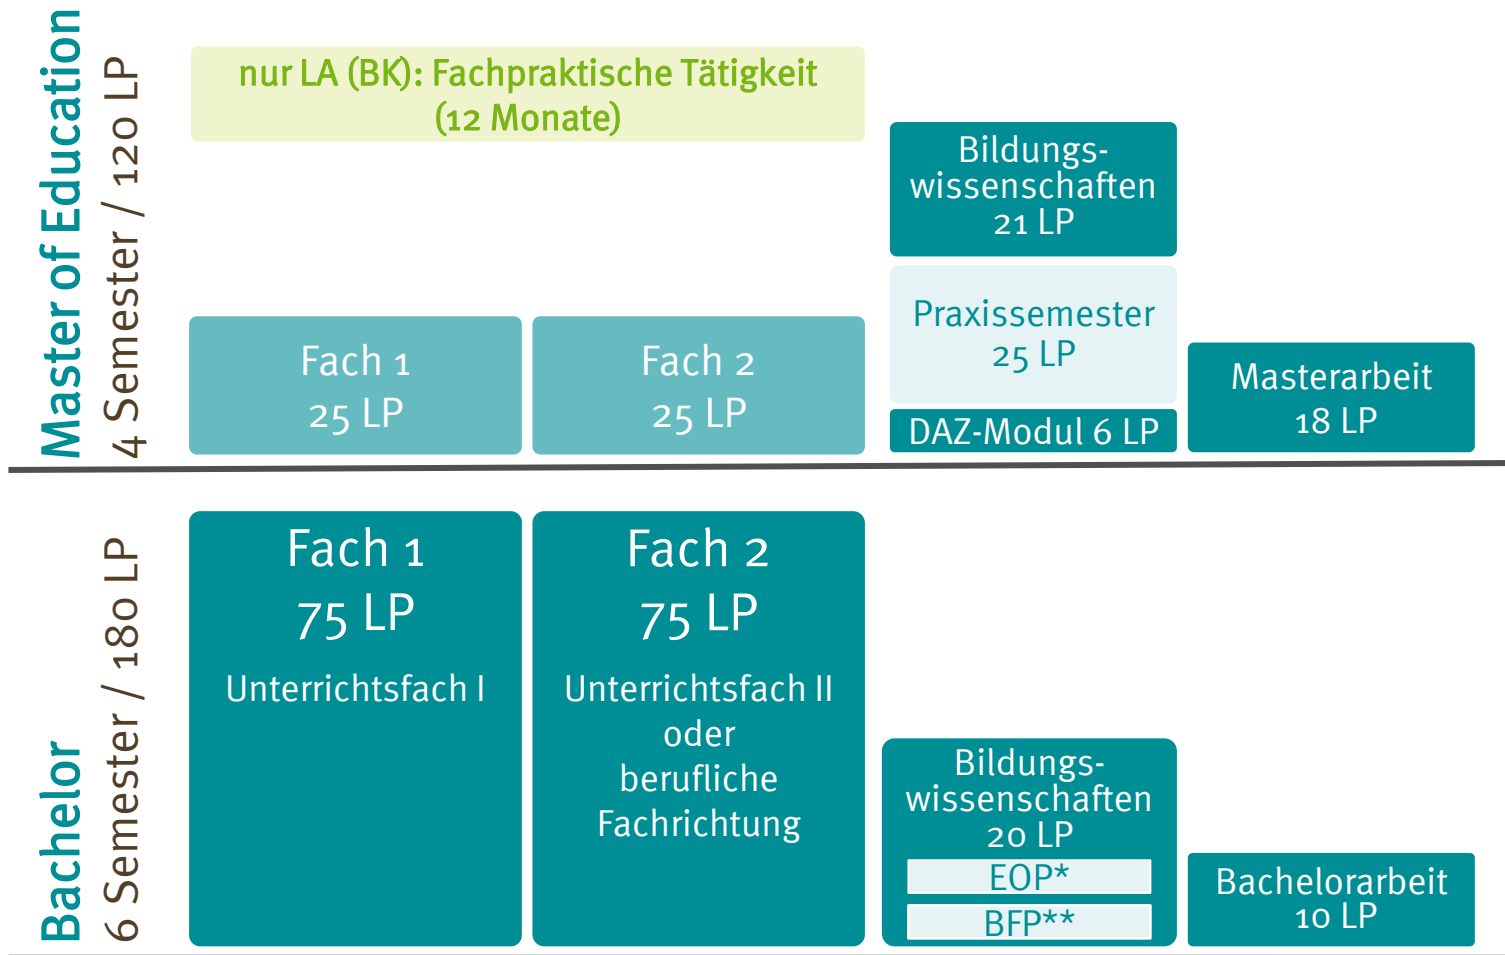 Master of Education
4 Semester / 120 LP
nur LA (BK): Fachpraktische Tätigkeit
(12 Monate)
Bildungs-
wissenschaften
21 LP
Praxissemester
25 LP
DAZ-Modul 6 LP
Fach 1
25 LP
Fach 2
25 LP
Masterarbeit
18 LP
Bachelor
6 Semester / 180 LP
Fach 1
75 LP
Unterrichtsfach I
Fach 2
75 LP
Unterrichtsfach II
oder
berufliche
Fachrichtung
Bildungs-
wissenschaften
20 LP
EOP*
BFP**
Bachelorarbeit
10 LP